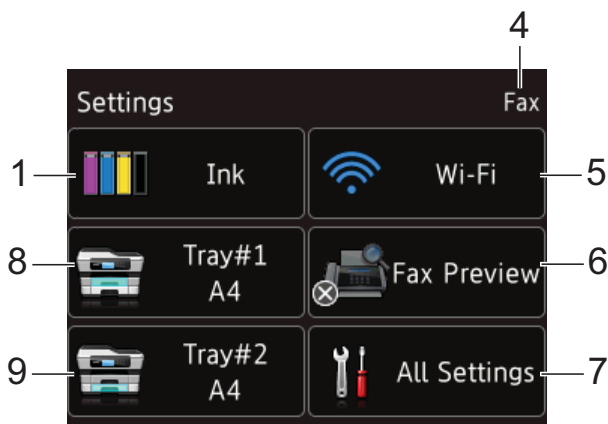 4
Settings
Fax
1
Ink
Wi-Fi
5
8
Tray#1
A4
Fax Preview
6
9
Tray#2
A4
All Settings
7